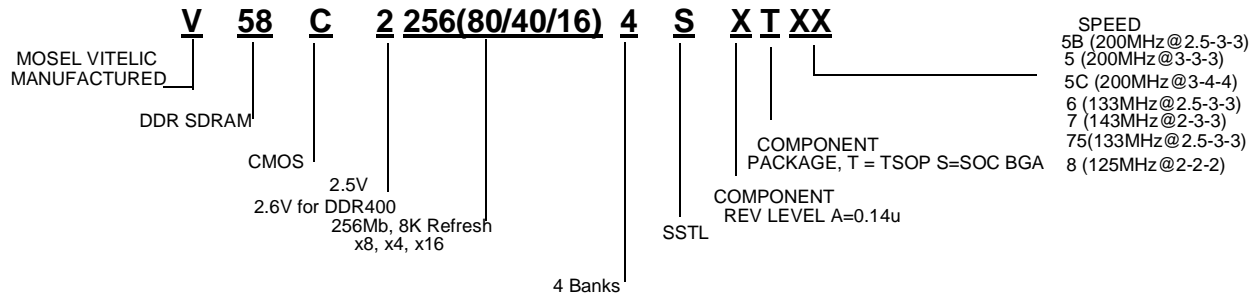 V 58 C 2 256(80/40/16) 4 S X T XX
SPEED
5B (200MHz@2.5-3-3)
5 (200MHz@3-3-3)
5C (200MHz@3-4-4)
6 (133MHz@2.5-3-3)
7 (143MHz@2-3-3)
75(133MHz@2.5-3-3)
8 (125MHz@2-2-2)
MOSEL VITELIC
MANUFACTURED
DDR SDRAM
CMOS
2.5V
2.6V for DDR400
256Mb, 8K Refresh
x8, x4, x16
4 Banks
SSTL
COMPONENT
REV LEVEL A=0.14u
COMPONENT
PACKAGE, T = TSOP S=SOC BGA